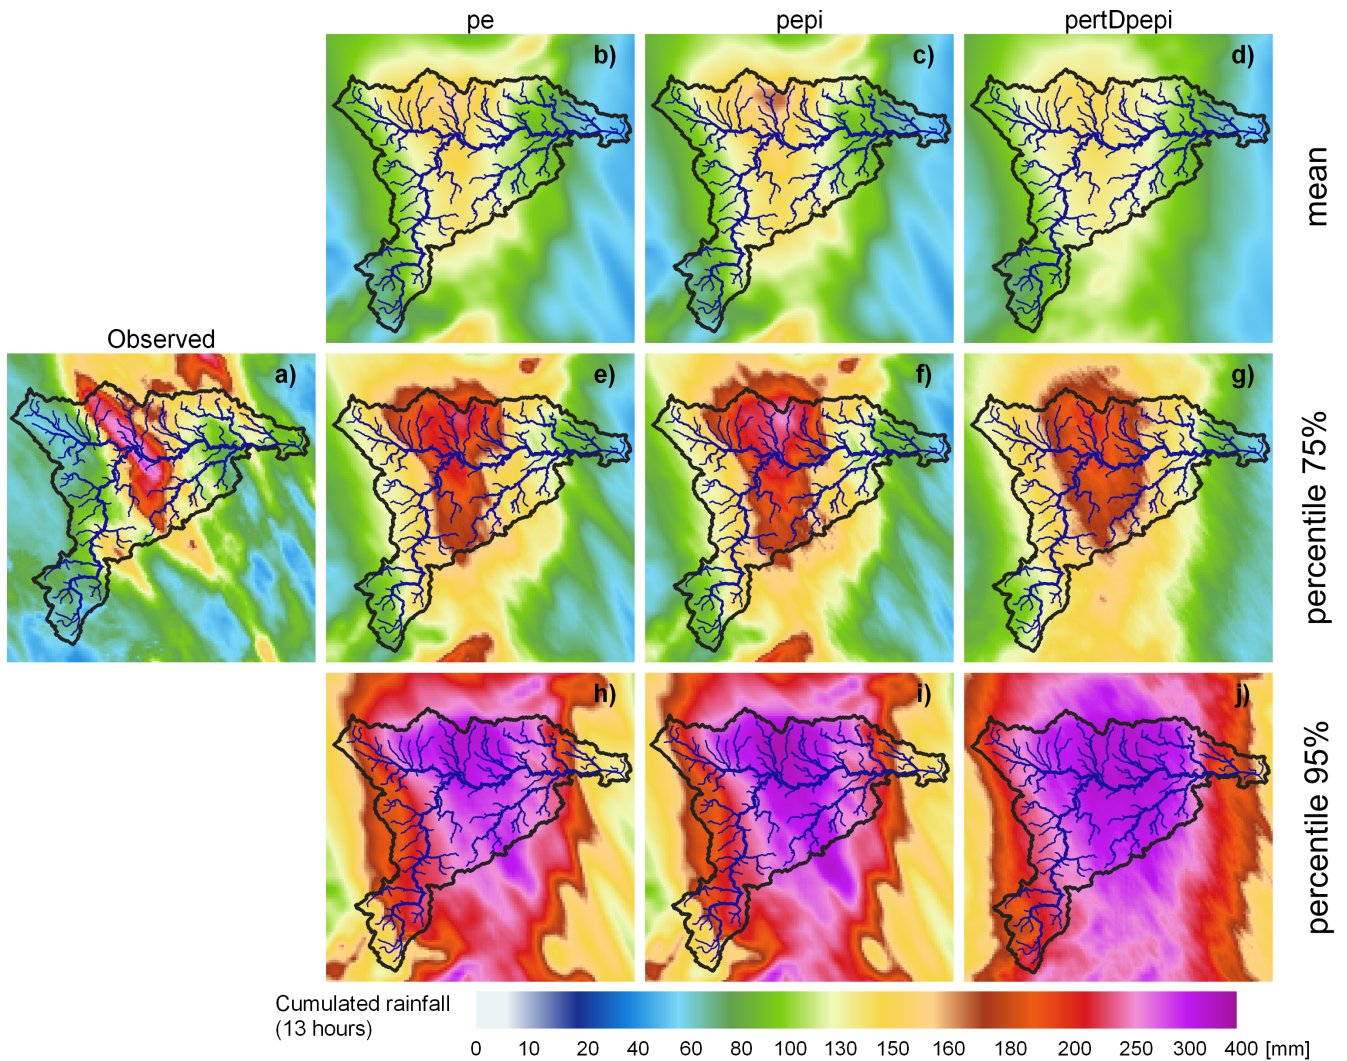 pe pepi pertDpepi
b) c) d)
mean
Observed
a) e) f) g)
percentile 75%
h) i) j)
percentile 95%
Cumulated rainfall
(13 hours)
0 10 20 40 60 80 100 130 150 160 180 200 250 300 400 [mm]